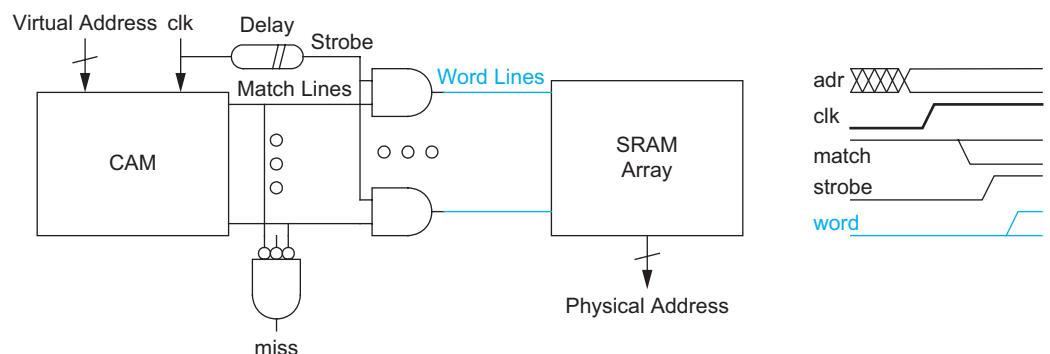 Virtual Address clk
Delay
Strobe
Match Lines
Word Lines
CAM
SRAM
Array
Physical Address
miss
adr
clk
match
strobe
word